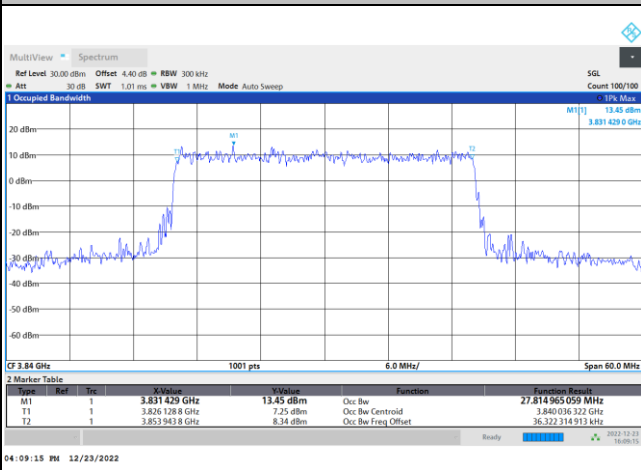 MultiView Spectrum
Ref Level 30.00 dBm Offset 4.40 dB RBW 300 kHz SGL
Att 30 dB SWT 1.01 ms VBW 1 MHz Mode Auto Sweep Count 100/100
1 Occupied Bandwidth 1Pk Max
M1[1] 13.45 dBm
3.831 429 0 GHz
M1
T1 T2
20 dBm
10 dBm
0 dBm
-10 dBm
-20 dBm
-30 dBm
-40 dBm
-50 dBm
-60 dBm
CF 3.84 GHz 1001 pts 6.0 MHz/ Span 60.0 MHz
2 Marker Table
Type Ref Trc X-Value Y-Value Function Function Result
M1 1 3.831 429 GHz 13.45 dBm Occ Bw 27.814 965 059 MHz
T1 1 3.826 128 8 GHz 7.25 dBm Occ Bw Centroid 3.840 036 322 GHz
T2 1 3.853 943 8 GHz 8.34 dBm Occ Bw Freq Offset 36.322 314 913 kHz
Ready 2022-12-23
16:09:15
04:09:15 PM 12/23/2022